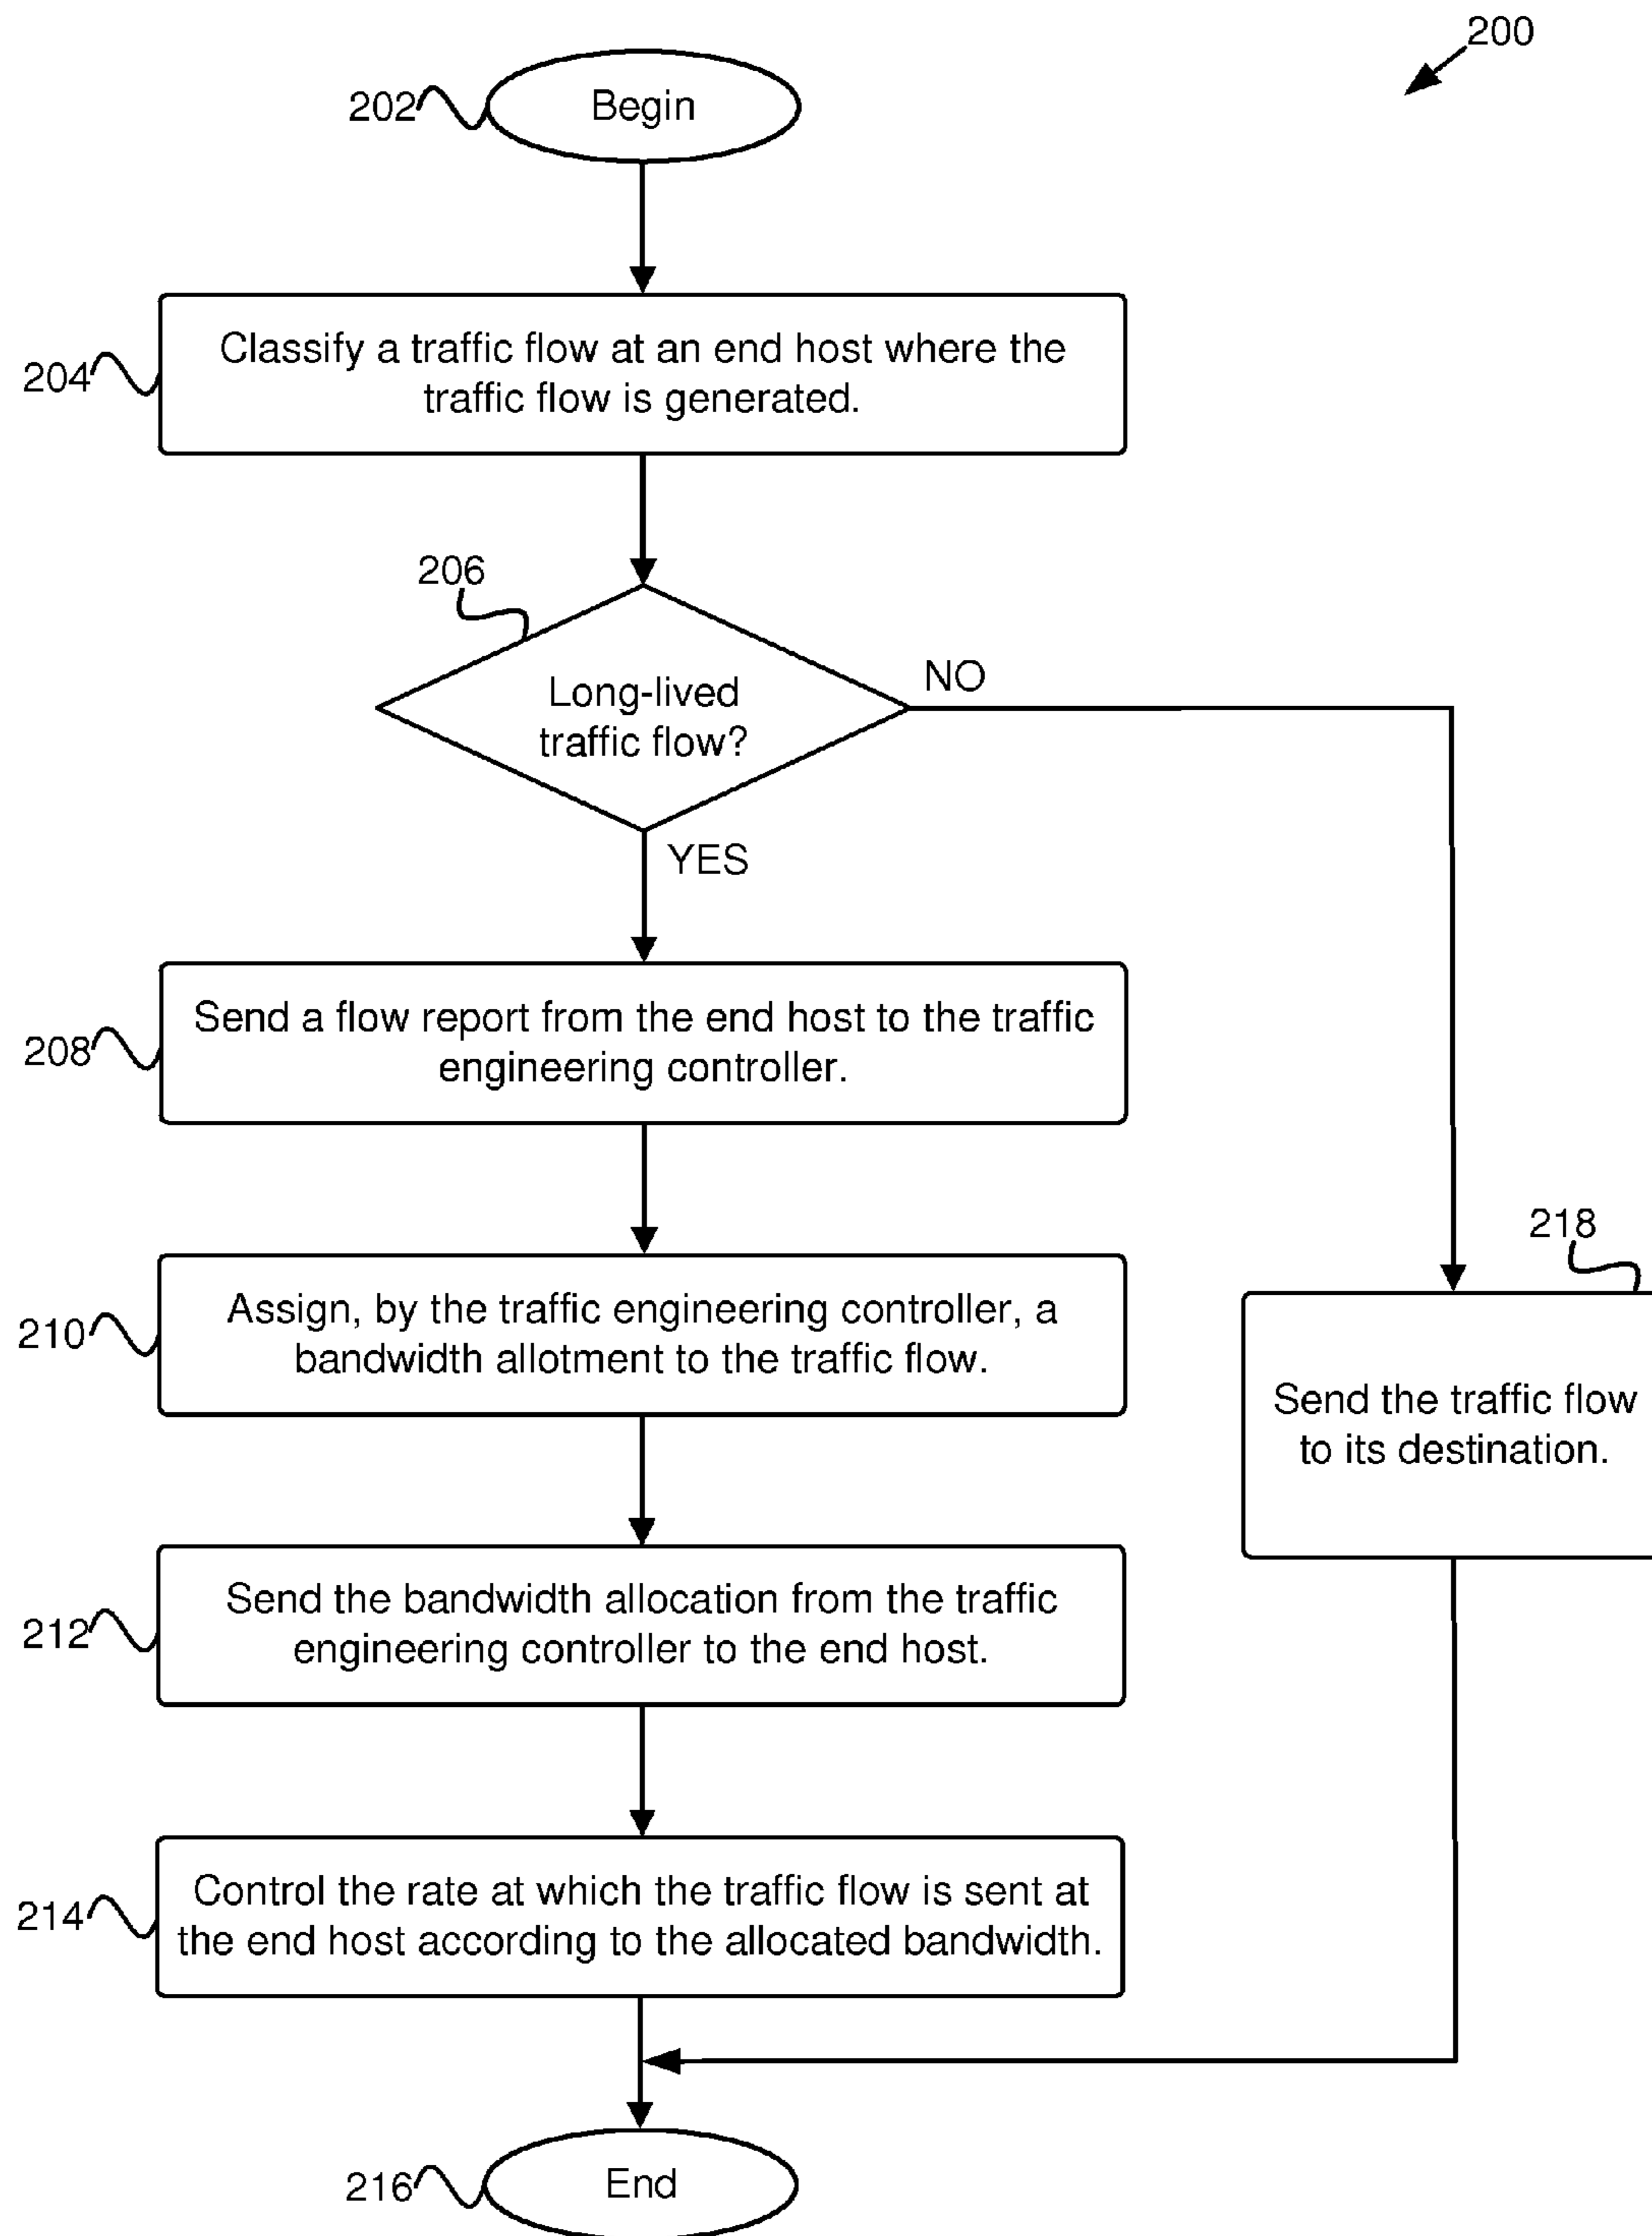 200
202
Begin
204
Classify a traffic flow at an end host where the
traffic flow is generated.
206
Long-lived
traffic flow?
NO
YES
208
Send a flow report from the end host to the traffic
engineering controller.
210
Assign, by the traffic engineering controller, a
bandwidth allotment to the traffic flow.
218
Send the traffic flow
to its destination.
212
Send the bandwidth allocation from the traffic
engineering controller to the end host.
214
Control the rate at which the traffic flow is sent at
the end host according to the allocated bandwidth.
216
End